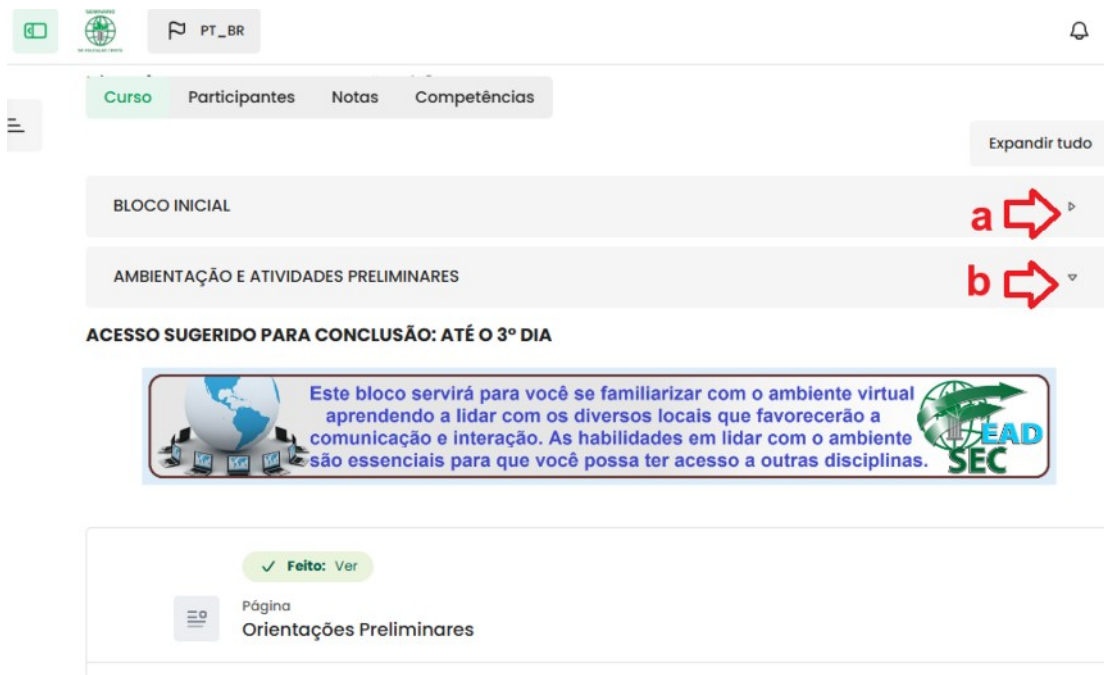 PT_BR
Curso Participantes Notas Competências
Expandir tudo
BLOCO INICIAL
a
AMBIENTAÇÃO E ATIVIDADES PRELIMINARES
b
ACESSO SUGERIDO PARA CONCLUSÃO: ATÉ O 3º DIA
Este bloco servirá para você se familiarizar com o ambiente virtual
aprendendo a lidar com os diversos locais que favorecerão a
comunicação e interação. As habilidades em lidar com o ambiente
são essenciais para que você possa ter acesso a outras disciplinas.
EAD
SEC
Feito: Ver
Página
Orientações Preliminares